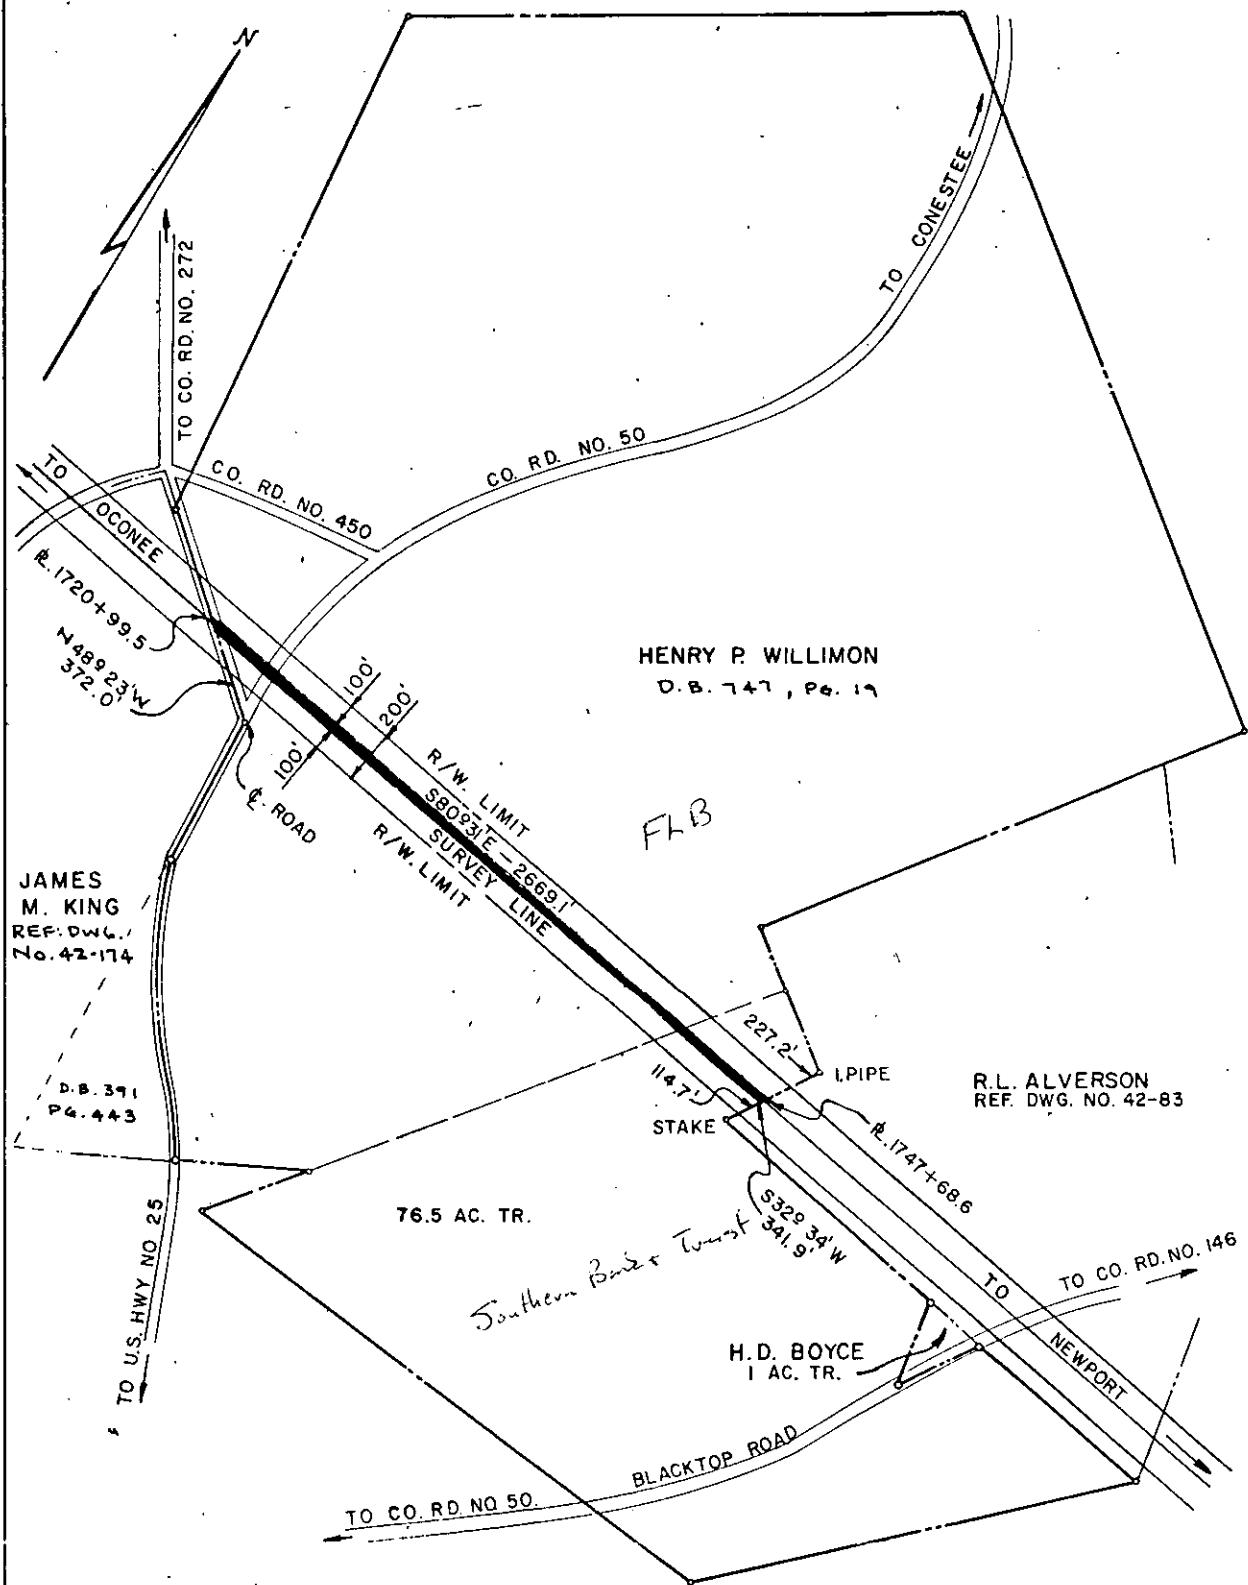 N
TO CO. RD. NO. 272
TO CONESTEE
TO OCONEE
CO. RD. NO. 450
CO. RD. NO. 50
℞. 1720+99.5
N48º23'W
372.0'
HENRY P. WILLIMON
D.B. 747, PG. 19
100'
200'
100'
R/W. LIMIT
S80º31'E - 2669.1'
SURVEY LINE
R/W. LIMIT
℄ ROAD
FLB
JAMES
M. KING
REF: DWG.
No. 42-174
227.2'
I.PIPE
114.7'
STAKE
R.L. ALVERSON
REF. DWG. NO. 42-83
D.B. 391
PG. 443
℞. 1747+68.6
S32º 34'W
341.9'
76.5 AC. TR.
Southern Bank & Trust
TO U.S. HWY NO 25
TO CO. RD. NO. 146
TO NEWPORT
H.D. BOYCE
1 AC. TR.
BLACKTOP ROAD
TO CO. RD. NO. 50.